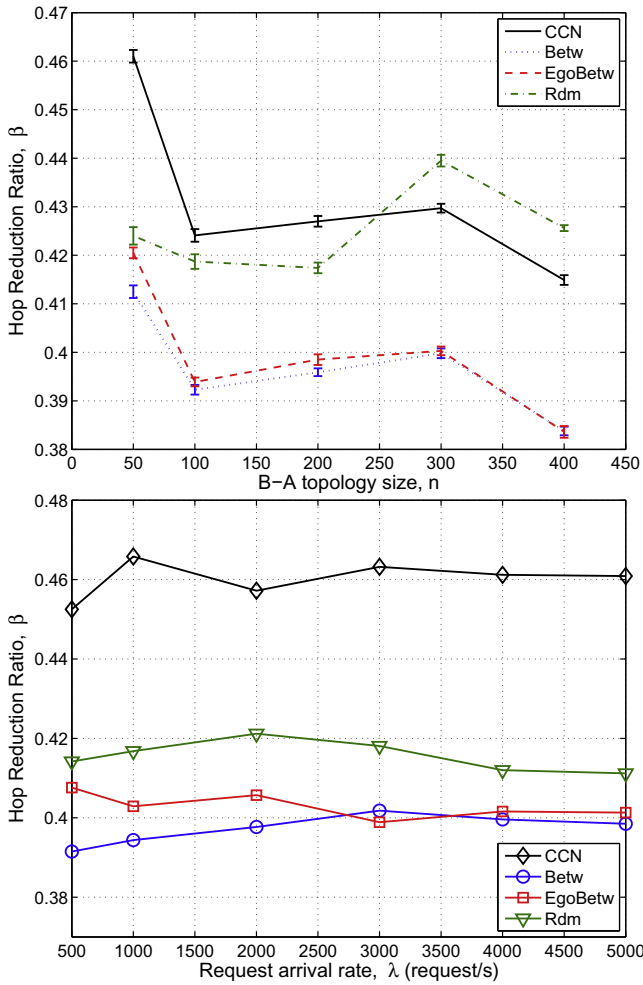 0.47
0.46
0.45
0.44
0.43
0.42
0.41
0.4
0.39
0.38
Hop Reduction Ratio, β
CCN
Betw
EgoBetw
Rdm
0 50 100 150 200 250 300 350 400 450
B−A topology size, n
0.48
0.46
0.44
0.42
0.4
0.38
Hop Reduction Ratio, β
CCN
Betw
EgoBetw
Rdm
500 1000 1500 2000 2500 3000 3500 4000 4500 5000
Request arrival rate, λ (request/s)